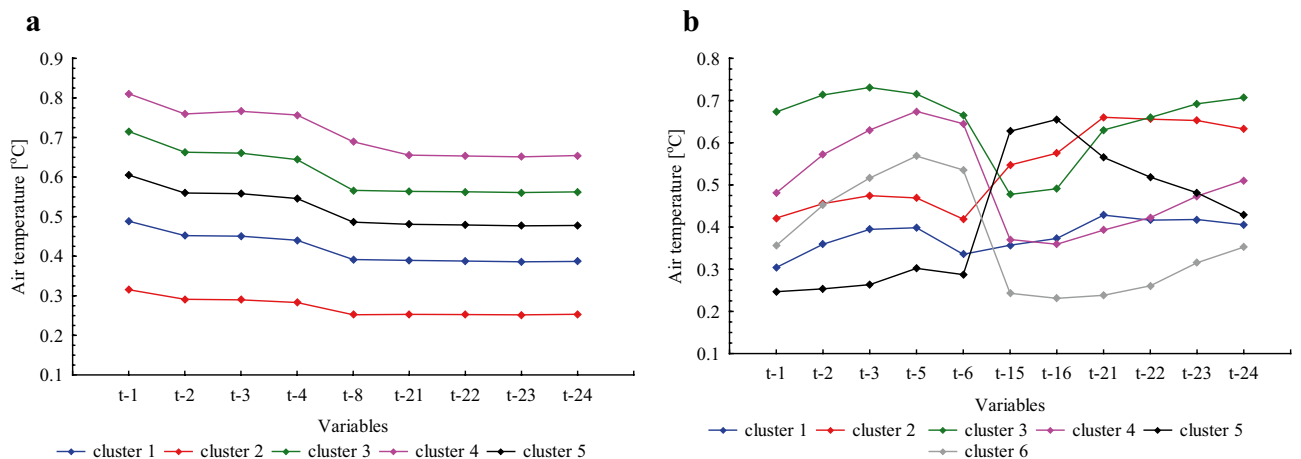 a
Air temperature [°C]
0.9
0.8
0.7
0.6
0.5
0.4
0.3
0.2
0.1
t-1 t-2 t-3 t-4 t-8 t-21 t-22 t-23 t-24
Variables
cluster 1 cluster 2 cluster 3 cluster 4 cluster 5
b
Air temperature [°C]
0.8
0.7
0.6
0.5
0.4
0.3
0.2
0.1
t-1 t-2 t-3 t-5 t-6 t-15 t-16 t-21 t-22 t-23 t-24
Variables
cluster 1 cluster 2 cluster 3 cluster 4 cluster 5
cluster 6